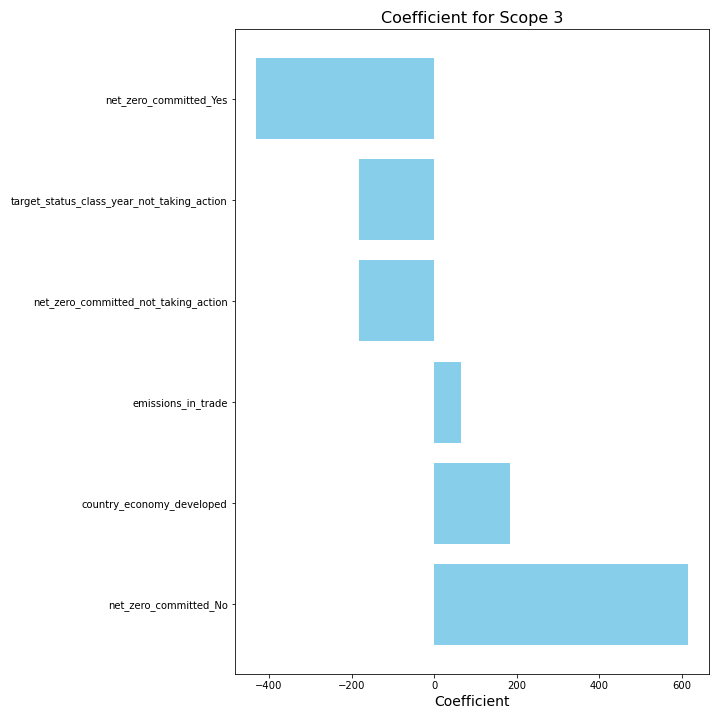 Coefficient for Scope 3
net_zero_committed_Yes
target_status_class_year_not_taking_action
net_zero_committed_not_taking_action
emissions_in_trade
country_economy_developed
net_zero_committed_No
−400 −200 0 200 400 600
Coefficient